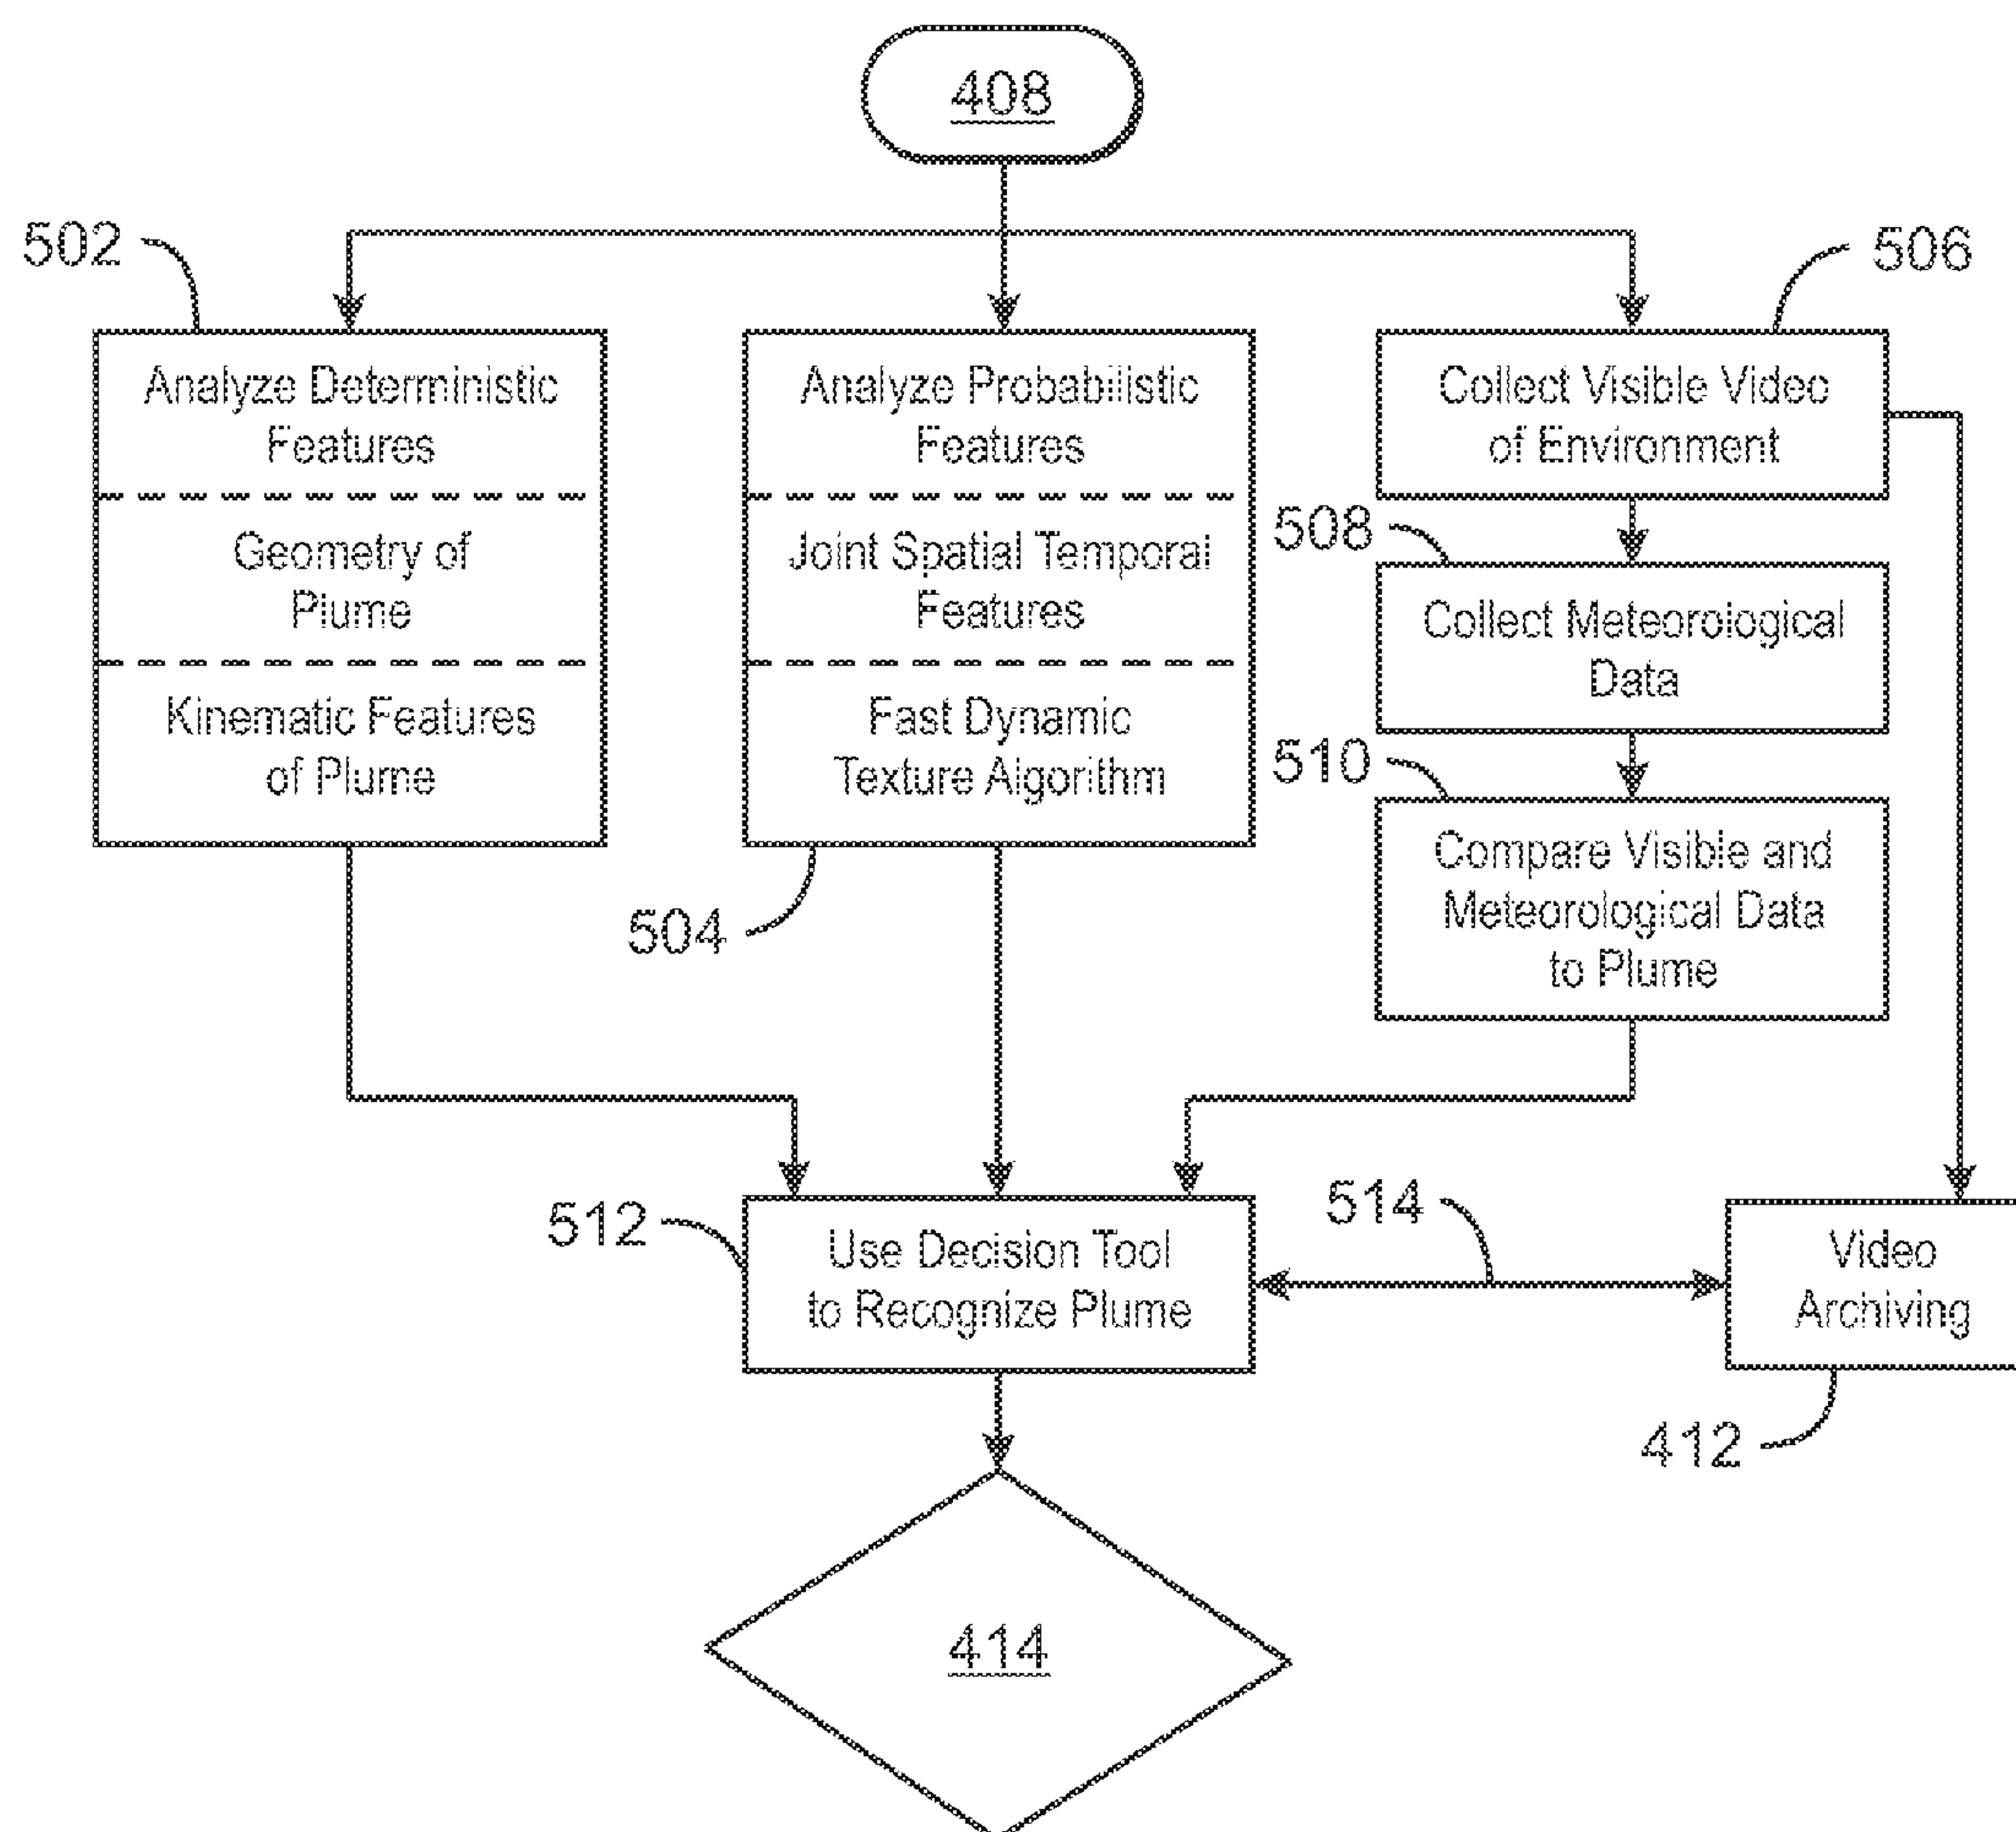 408
502
506
Analyze Deterministic
Features
Geometry of
Plume
Kinematic Features
of Plume
Analyze Probabilistic
Features
Joint Spatial Temporal
Features
Fast Dynamic
Texture Algorithm
504
Collect Visible Video
of Environment
508
Collect Meteorological
Data
510
Compare Visible and
Meteorological Data
to Plume
512
Use Decision Tool
to Recognize Plume
514
Video
Archiving
412
414